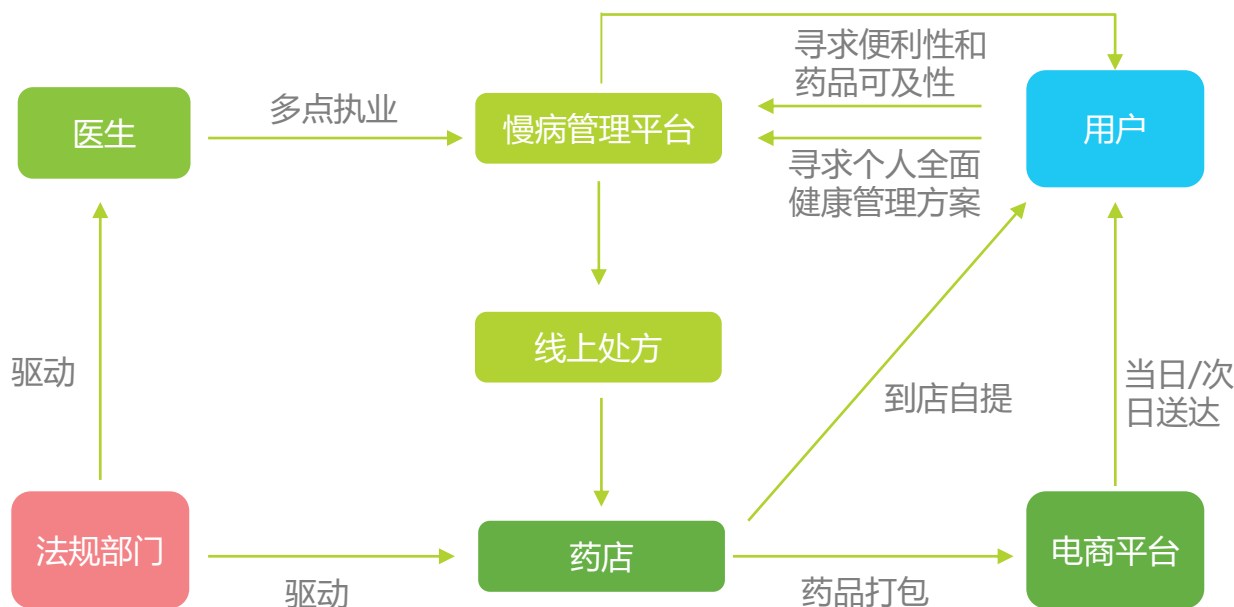 寻求便利性和
药品可及性
医生
多点执业
慢病管理平台
用户
寻求个人全面
健康管理方案
线上处方
驱动
到店自提
当日/次
日送达
法规部门
驱动
药店
药品打包
电商平台